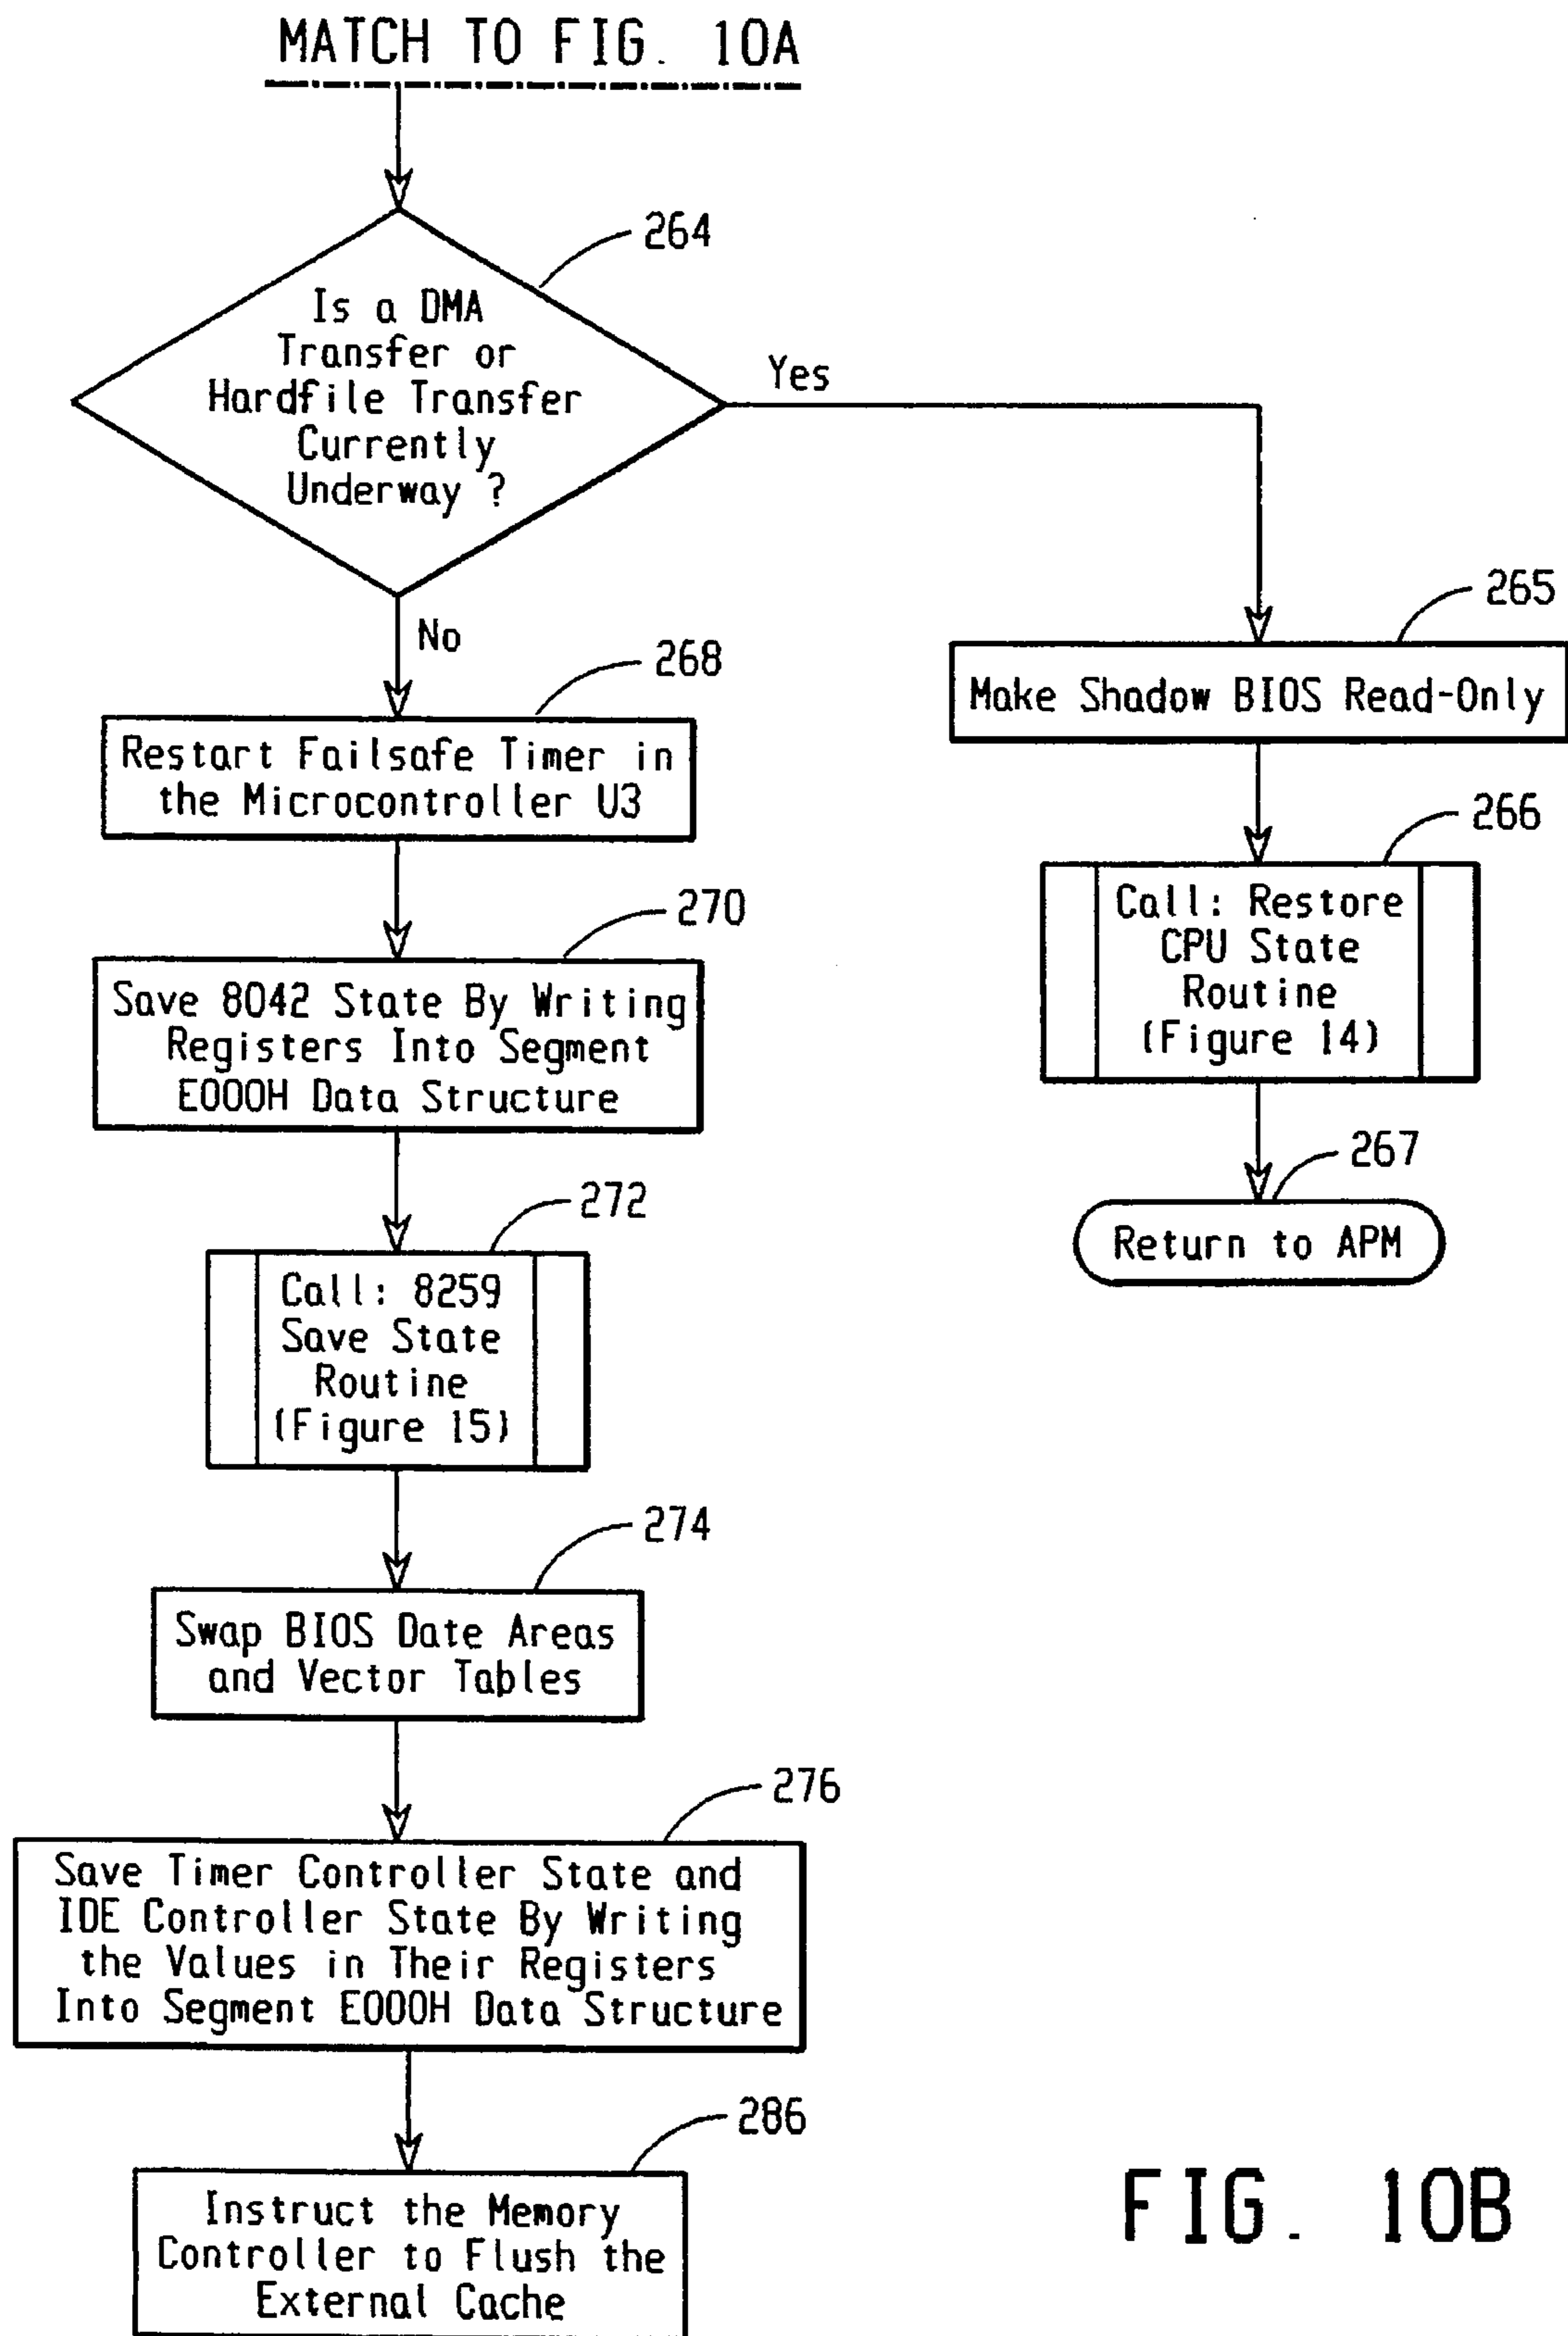 MATCH TO FIG. 10A
264
Is a DMA
Transfer or
Hardfile Transfer
Currently
Underway ?
Yes
No
265
Make Shadow BIOS Read-Only
268
Restart Failsafe Timer in
the Microcontroller U3
266
Call: Restore
CPU State
Routine
(Figure 14)
270
Save 8042 State By Writing
Registers Into Segment
E000H Data Structure
267
Return to APM
272
Call: 8259
Save State
Routine
(Figure 15)
274
Swap BIOS Date Areas
and Vector Tables
276
Save Timer Controller State and
IDE Controller State By Writing
the Values in Their Registers
Into Segment E000H Data Structure
286
Instruct the Memory
Controller to Flush the
External Cache
FIG. 10B